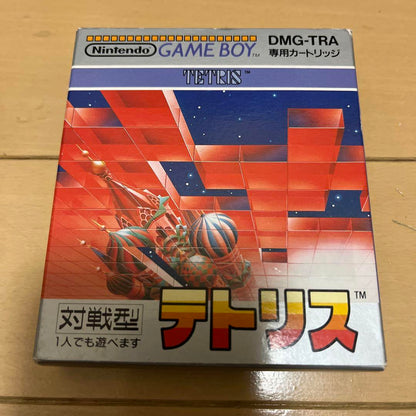 Nintendo GAME BOY™ DMG-TRA
専用カートリッジ
TETRIS™
対戦型
1人でも遊べます
テトリス™